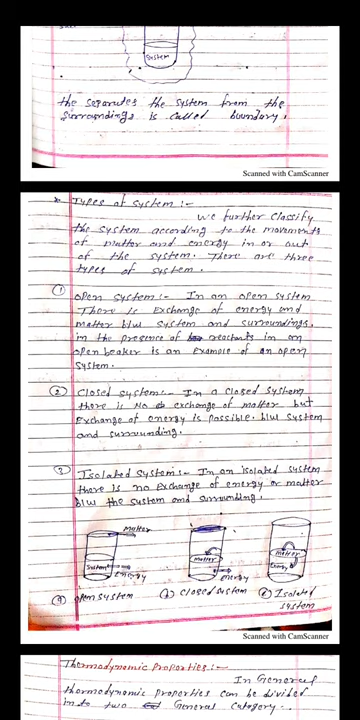 System
the seperates the system from the
Surroundings is called boundary.
Scanned with CamScanner
* Types of System :-
We further classify
the system according to the movements
of matter and energy in or out
of the system. There are three
types of system.
① open system :- In an open system
There is Exchange of energy and
matter b/w system and surroundings.
in the presence of reactants in an
open beaker is an Example of an open
system.
② Closed system :- In a closed system
there is no exchange of matter but
Exchange of energy is possible b/w system
and surrounding.
③ Isolated System :- In an isolated system
there is no Exchange of energy or matter
b/w the system and surrounding.
matter
System
energy
matter
energy
matter
Energy
open system
(b) closed system
(c) Isolated
system
Scanned with CamScanner
Thermodynamic Properties :-
In General
thermodynamic properties can be divided
in to two General Catogory.